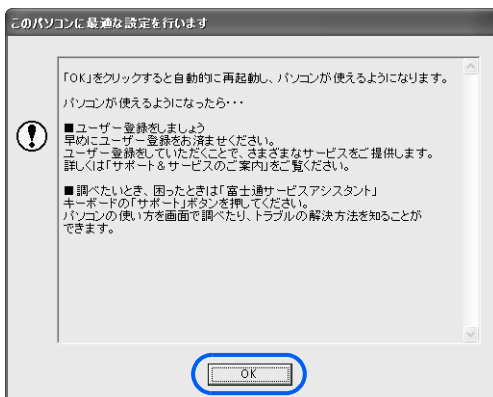 このパソコンに最適な設定を行います
「OK」をクリックすると自動的に再起動し、パソコンが使えるようになります。
パソコンが使えるようになったら・・・
■ユーザー登録をしましょう
早めにユーザー登録をお済ませください。
ユーザー登録をしていただくことで、さまざまなサービスをご提供します。
詳しくは「サポート＆サービスのご案内」をご覧ください。
■調べたいとき、困ったときは「富士通サービスアシスタント」
キーボードの「サポート」ボタンを押してください。
パソコンの使い方を画面で調べたり、トラブルの解決方法を知ることが
できます。
OK